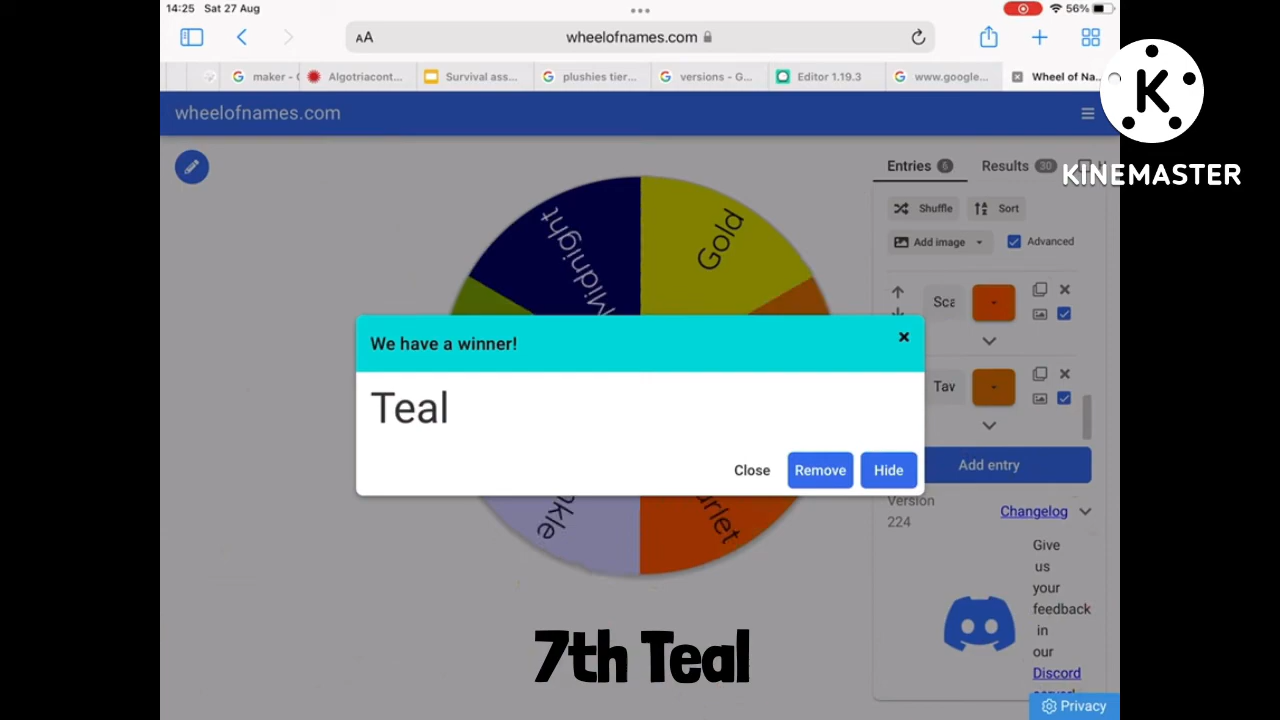 14:25 Sat 27 Aug
56%
AA
wheelofnames.com
maker - (
Algotriacont...
Survival ass...
plushies tier...
versions - G...
Editor 1.19.3
www.google...
Wheel of Na...
K
KINEMASTER
wheelofnames.com
Entries 6
Results 30
Shuffle
Sort
Add image
Advanced
Midnight
Gold
Sca
We have a winner!
Teal
Tav
Close
Remove
Hide
Add entry
nkle
urlet
Version
224
Changelog
Give
us
your
feedback
in
our
Discord
7th Teal
Privacy